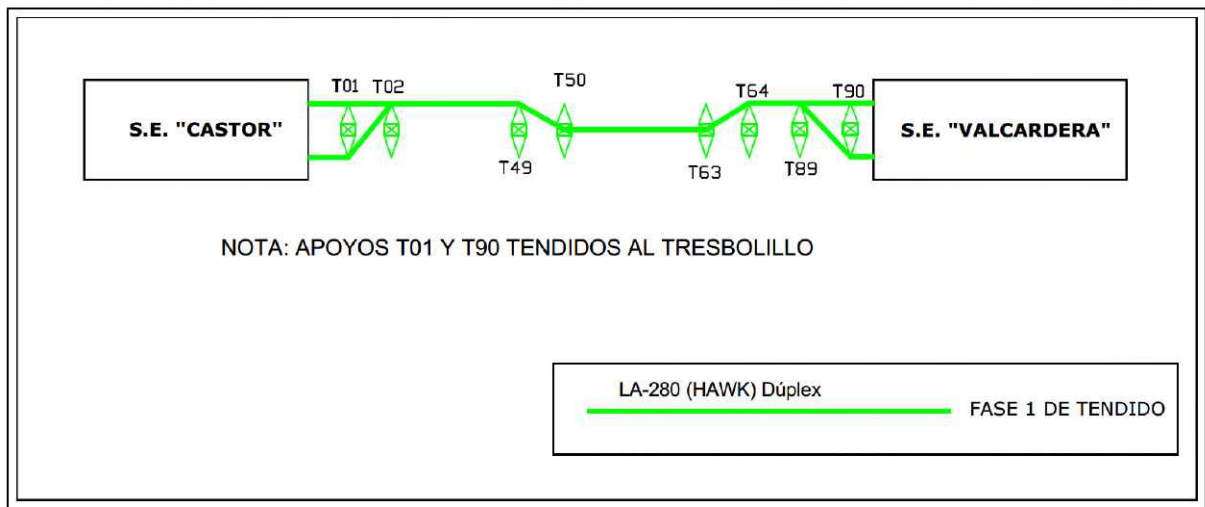 T01 T02
T50
T64
T90
S.E. "CASTOR"
S.E. "VALCARDERA"
T49
T63
T89
NOTA: APOYOS T01 Y T90 TENDIDOS AL TRESBOLILLO
LA-280 (HAWK) Dúplex
FASE 1 DE TENDIDO